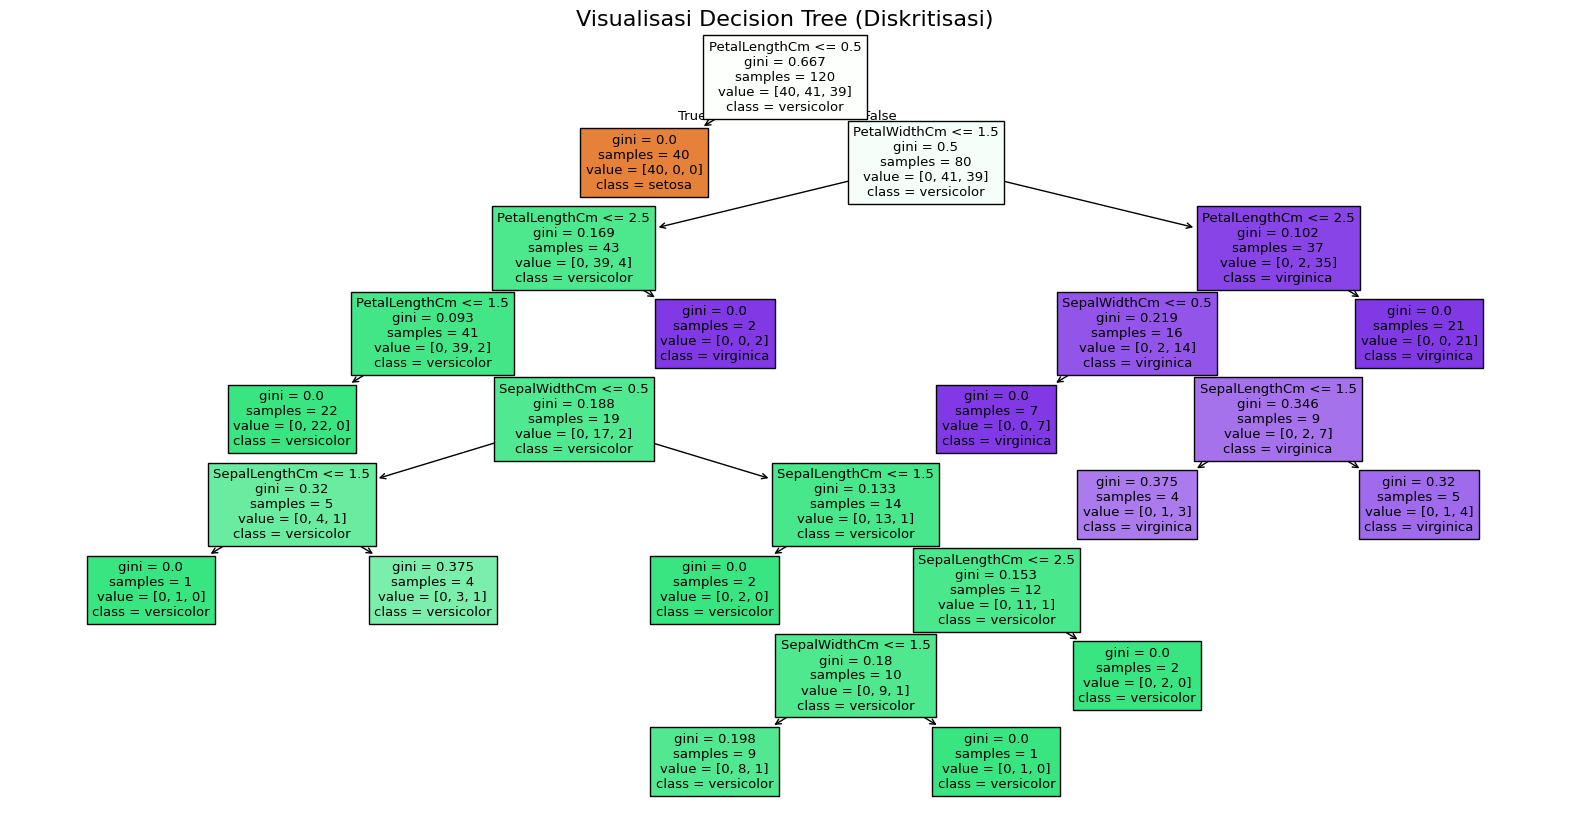 Visualisasi Decision Tree (Diskritisasi)
PetalLengthCm <= 0.5
gini = 0.667
samples = 120
value = [40, 41, 39]
class = versicolor
True
False
gini = 0.0
samples = 40
value = [40, 0, 0]
class = setosa
PetalWidthCm <= 1.5
gini = 0.5
samples = 80
value = [0, 41, 39]
class = versicolor
PetalLengthCm <= 2.5
gini = 0.169
samples = 43
value = [0, 39, 4]
class = versicolor
PetalLengthCm <= 2.5
gini = 0.102
samples = 37
value = [0, 2, 35]
class = virginica
PetalLengthCm <= 1.5
gini = 0.093
samples = 41
value = [0, 39, 2]
class = versicolor
gini = 0.0
samples = 2
value = [0, 0, 2]
class = virginica
SepalWidthCm <= 0.5
gini = 0.219
samples = 16
value = [0, 2, 14]
class = virginica
gini = 0.0
samples = 21
value = [0, 0, 21]
class = virginica
gini = 0.0
samples = 22
value = [0, 22, 0]
class = versicolor
SepalWidthCm <= 0.5
gini = 0.188
samples = 19
value = [0, 17, 2]
class = versicolor
gini = 0.0
samples = 7
value = [0, 0, 7]
class = virginica
SepalLengthCm <= 1.5
gini = 0.346
samples = 9
value = [0, 2, 7]
class = virginica
SepalLengthCm <= 1.5
gini = 0.32
samples = 5
value = [0, 4, 1]
class = versicolor
SepalLengthCm <= 1.5
gini = 0.133
samples = 14
value = [0, 13, 1]
class = versicolor
gini = 0.375
samples = 4
value = [0, 1, 3]
class = virginica
gini = 0.32
samples = 5
value = [0, 1, 4]
class = virginica
gini = 0.0
samples = 1
value = [0, 1, 0]
class = versicolor
gini = 0.375
samples = 4
value = [0, 3, 1]
class = versicolor
gini = 0.0
samples = 2
value = [0, 2, 0]
class = versicolor
SepalLengthCm <= 2.5
gini = 0.153
samples = 12
value = [0, 11, 1]
class = versicolor
SepalWidthCm <= 1.5
gini = 0.18
samples = 10
value = [0, 9, 1]
class = versicolor
gini = 0.0
samples = 2
value = [0, 2, 0]
class = versicolor
gini = 0.198
samples = 9
value = [0, 8, 1]
class = versicolor
gini = 0.0
samples = 1
value = [0, 1, 0]
class = versicolor